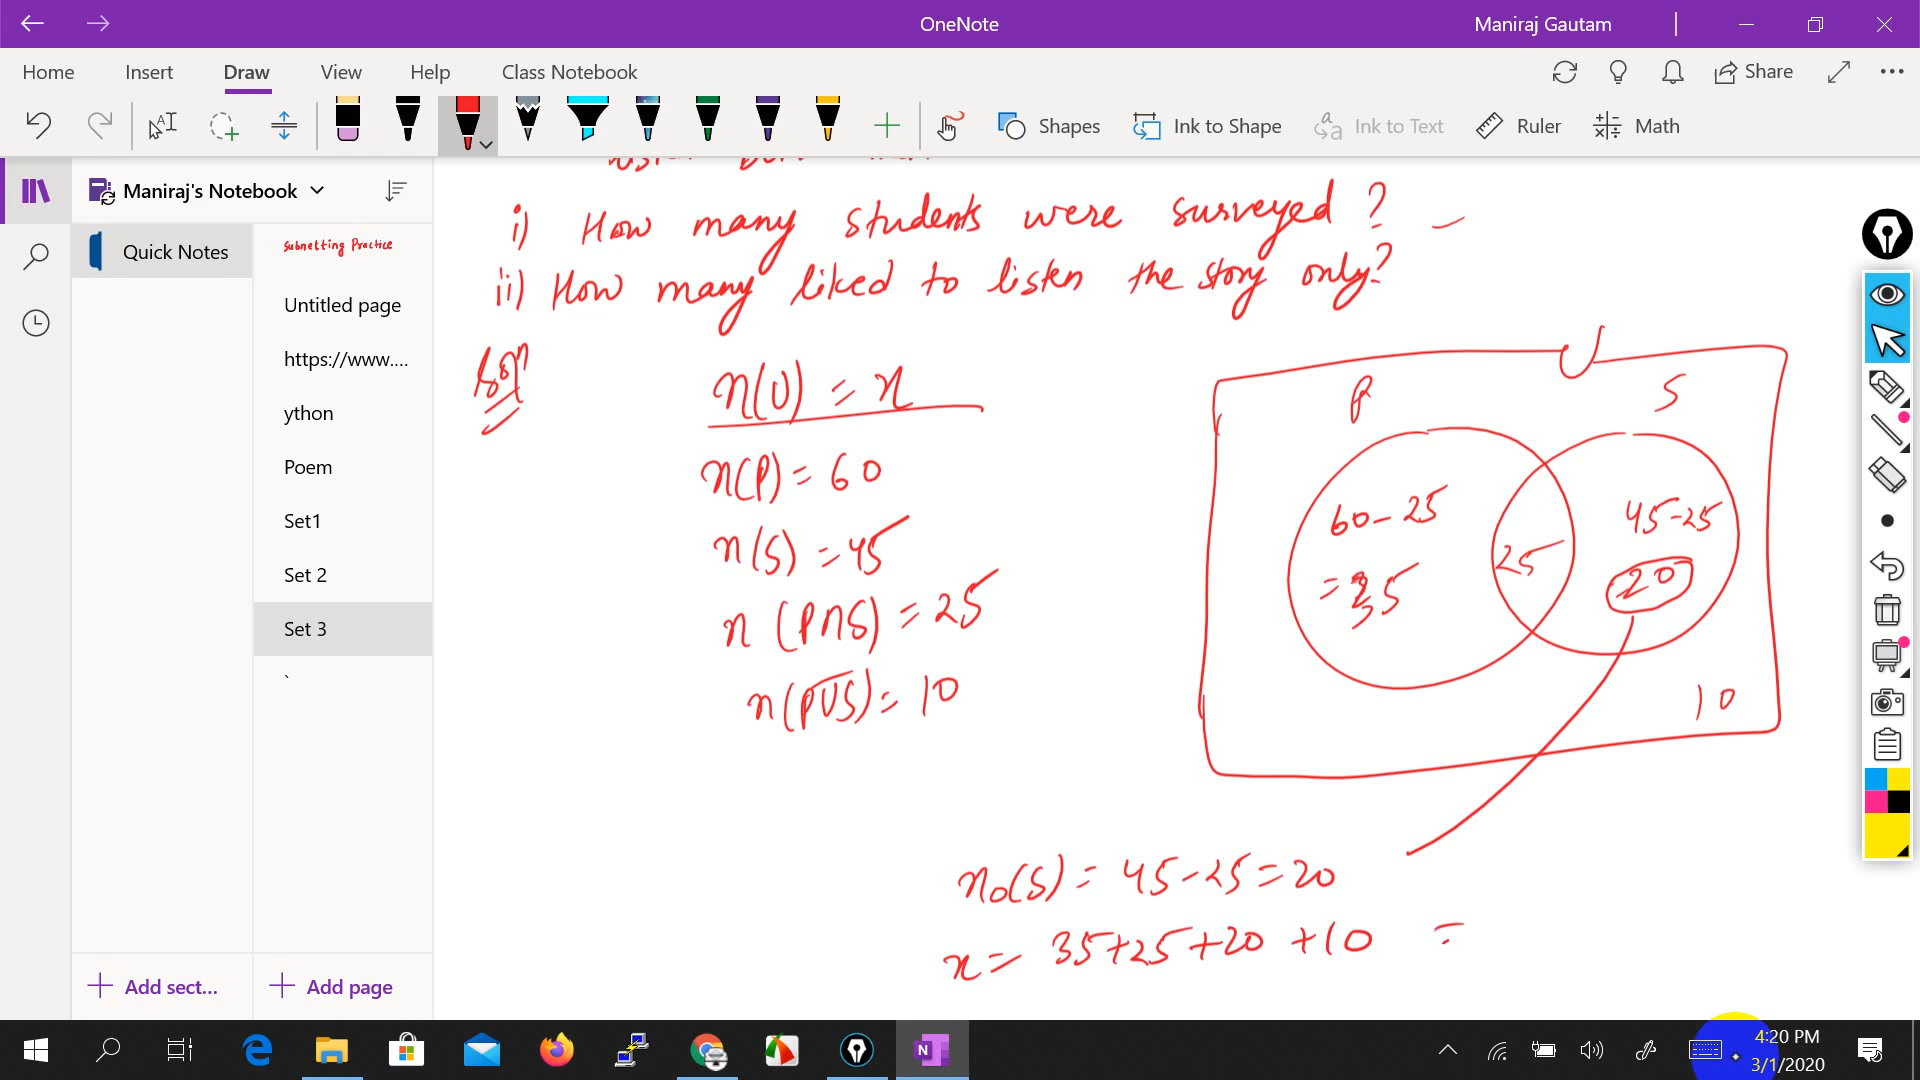 OneNote
Maniraj Gautam
Home Insert Draw View Help Class Notebook
Share
Shapes Ink to Shape Ink to Text Ruler Math
Maniraj's Notebook
Quick Notes
Subnetting Practice
Untitled page
https://www....
ython
Poem
Set1
Set 2
Set 3
`
Add sect...
Add page
i) How many students were surveyed?
ii) How many liked to listen the story only?
Solⁿ
n(U) = x
n(P) = 60
n(S) = 45
n(P∩S) = 25
n(P̅∪̅S̅) = 10
U
P S
60-25
= 35
25
45-25
20
10
n₀(S) = 45-25=20
x = 35+25+20+10 =
4:20 PM
3/1/2020